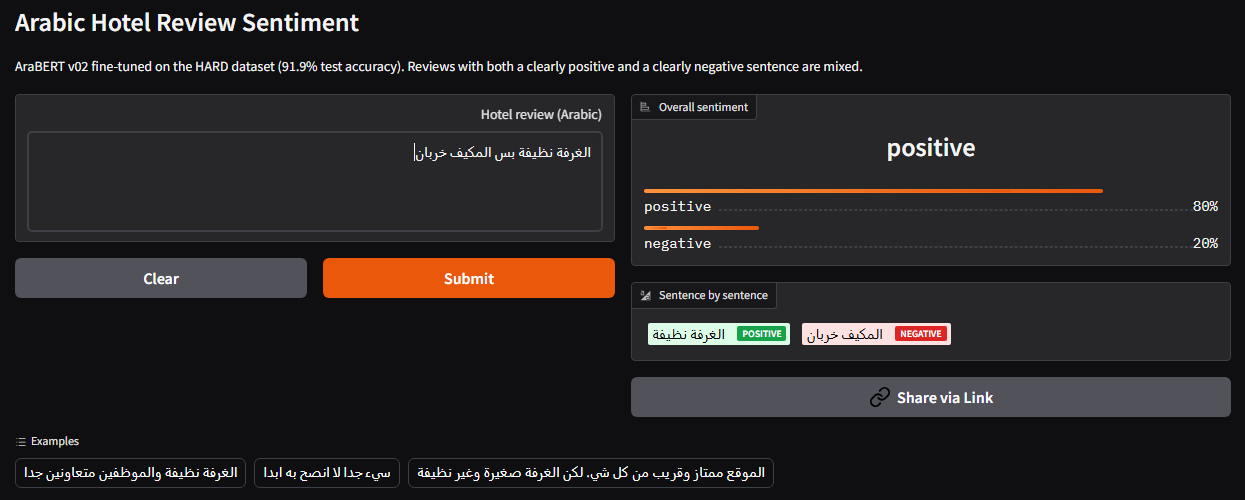 Arabic Hotel Review Sentiment
AraBERT v02 fine-tuned on the HARD dataset (91.9% test accuracy). Reviews with both a clearly positive and a clearly negative sentence are mixed.
Hotel review (Arabic)
الغرفة نظيفة بس المكيف خربان
Clear
Submit
Overall sentiment
positive
positive 80%
negative 20%
Sentence by sentence
الغرفة نظيفة POSITIVE المكيف خربان NEGATIVE
Share via Link
Examples
الغرفة نظيفة والموظفين متعاونين جدا
سيء جدا لا انصح به ابدا
الموقع ممتاز وقريب من كل شي. لكن الغرفة صغيرة وغير نظيفة